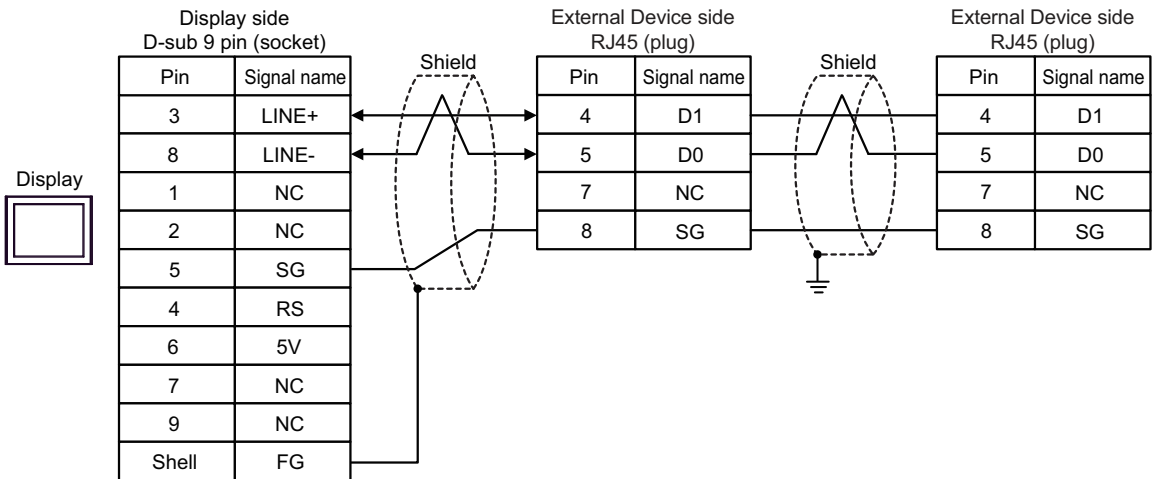 Display side
D-sub 9 pin (socket)
External Device side
RJ45 (plug)
External Device side
RJ45 (plug)
Shield
Shield
Pin Signal name
3 LINE+
8 LINE-
1 NC
2 NC
5 SG
4 RS
6 5V
7 NC
9 NC
Shell FG
Pin Signal name
4 D1
5 D0
7 NC
8 SG
Pin Signal name
4 D1
5 D0
7 NC
8 SG
Display